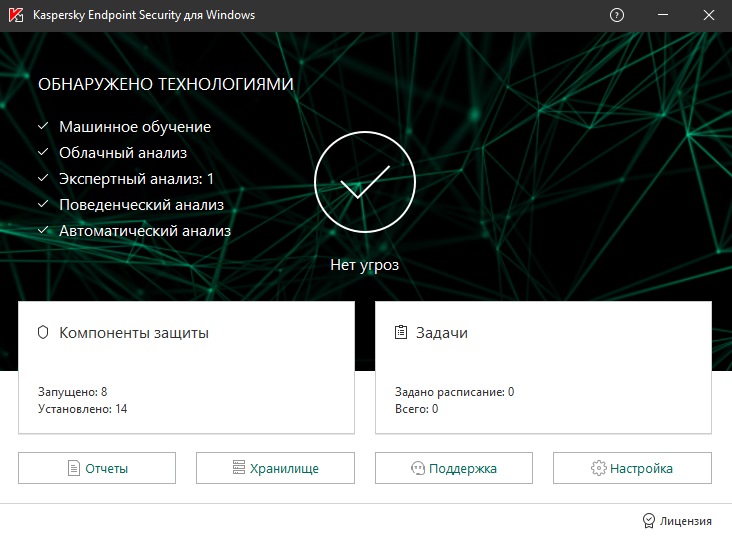 Kaspersky Endpoint Security для Windows
ОБНАРУЖЕНО ТЕХНОЛОГИЯМИ
Машинное обучение
Облачный анализ
Экспертный анализ: 1
Поведенческий анализ
Автоматический анализ
Нет угроз
Компоненты защиты
Запущено: 8
Установлено: 14
Задачи
Задано расписание: 0
Всего: 0
Отчеты
Хранилище
Поддержка
Настройка
Лицензия